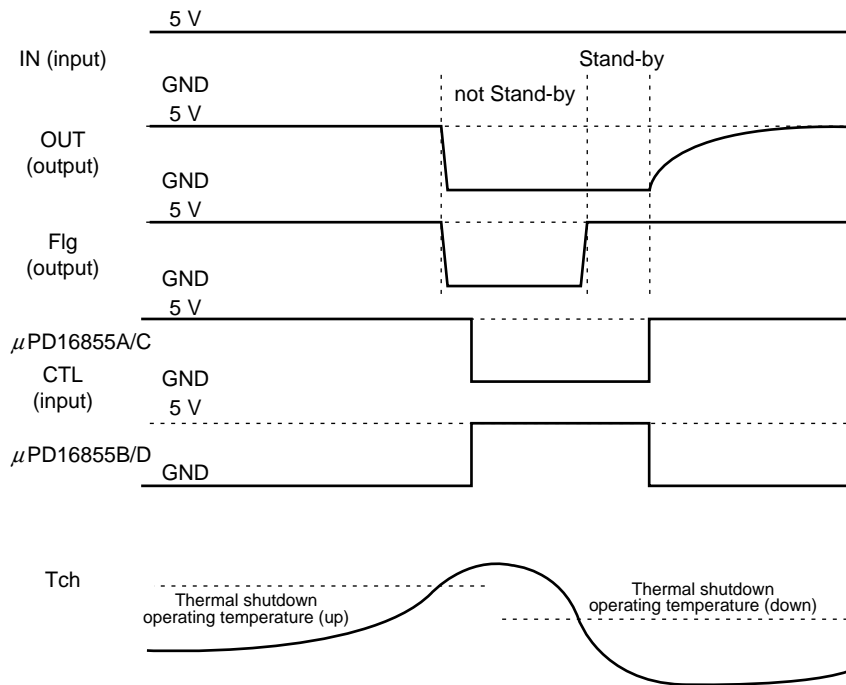 5 V
IN (input)
Stand-by
GND
not Stand-by
5 V
OUT
(output)
GND
5 V
Flg
(output)
GND
5 V
μPD16855A/C
CTL
(input)
GND
5 V
μPD16855B/D
GND
Tch
Thermal shutdown
operating temperature (up)
Thermal shutdown
operating temperature (down)